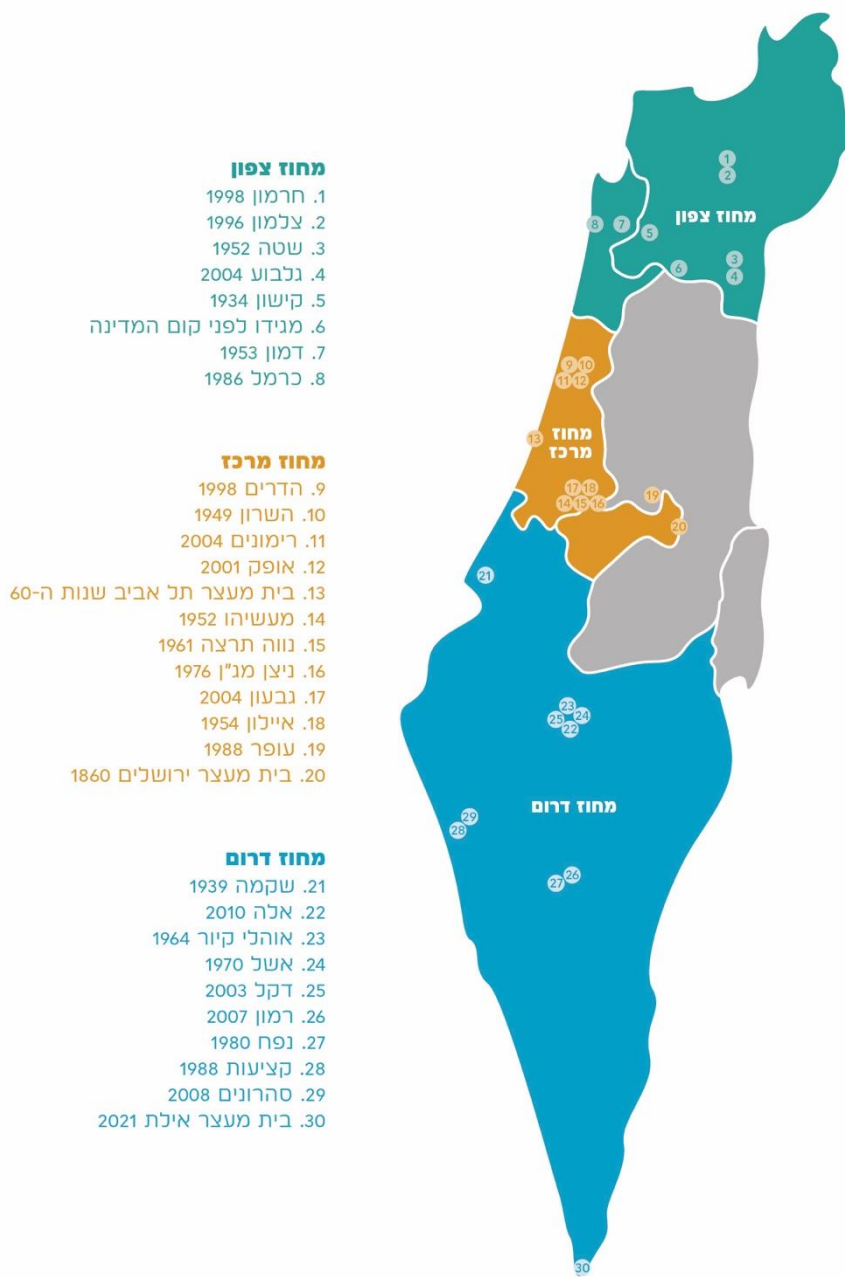 מחוז צפון
1. חרמון 1998
2. צלמון 1996
3. שטה 1952
4. גלבוע 2004
5. קישון 1934
6. מגידו לפני קום המדינה
7. דמון 1953
8. כרמל 1986
מחוז מרכז
9. הדרים 1998
10. השרון 1949
11. רימונים 2004
12. אופק 2001
13. בית מעצר תל אביב שנות ה-60
14. מעשיהו 1952
15. נווה תרצה 1961
16. ניצן מג"ן 1976
17. גבעון 2004
18. איילון 1954
19. עופר 1988
20. בית מעצר ירושלים 1860
מחוז דרום
21. שקמה 1939
22. אלה 2010
23. אוהלי קיור 1964
24. אשל 1970
25. דקל 2003
26. רמון 2007
27. נפח 1980
28. קציעות 1988
29. סהרונים 2008
30. בית מעצר אילת 2021
1
2
מחוז צפון
8
7
5
3
6
4
9
10
11
12
מחוז
מרכז
13
17
18
14
15
16
19
20
21
23
25
24
22
מחוז דרום
29
28
26
27
30